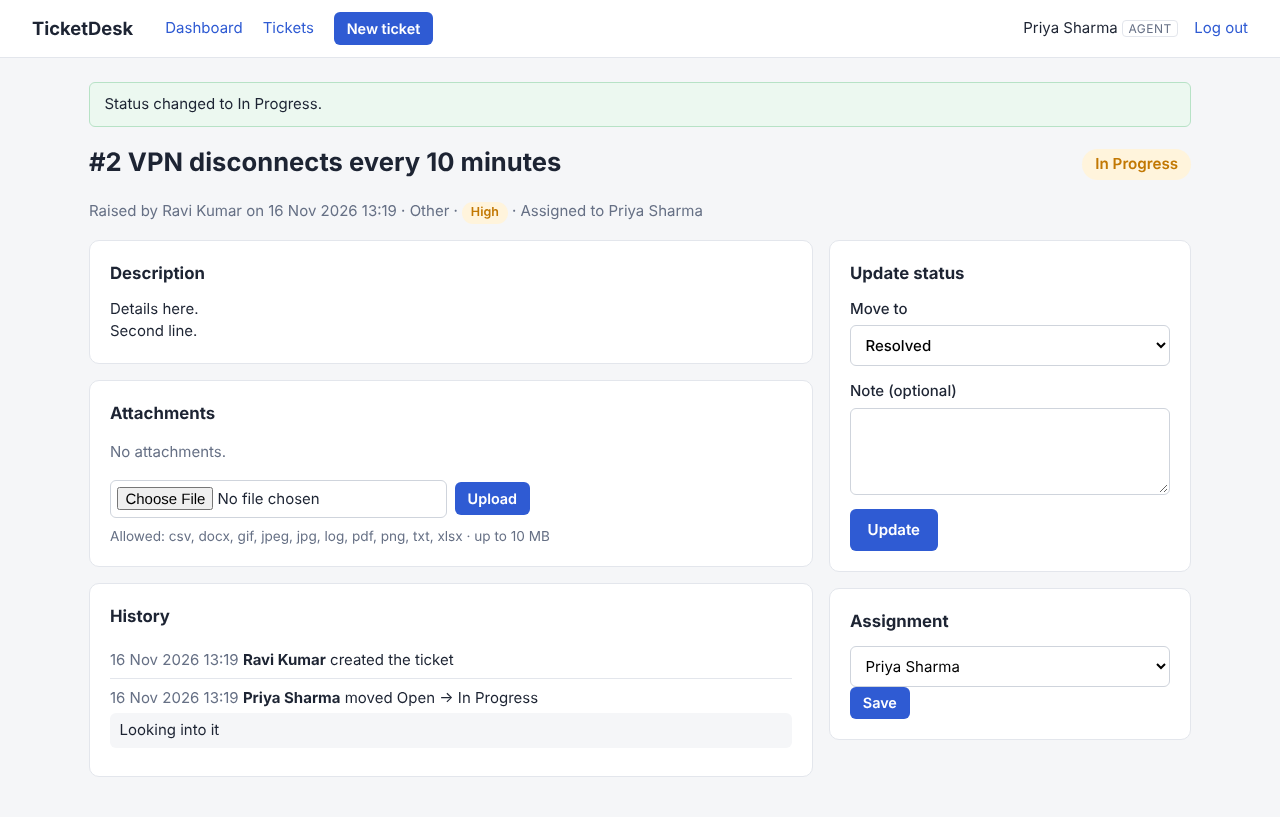 TicketDesk Dashboard Tickets New ticket Priya Sharma AGENT Log out
Status changed to In Progress.
#2 VPN disconnects every 10 minutes In Progress
Raised by Ravi Kumar on 16 Nov 2026 13:19 · Other · High · Assigned to Priya Sharma
Description
Details here.
Second line.
Attachments
No attachments.
Choose File No file chosen Upload
Allowed: csv, docx, gif, jpeg, jpg, log, pdf, png, txt, xlsx · up to 10 MB
History
16 Nov 2026 13:19 Ravi Kumar created the ticket
16 Nov 2026 13:19 Priya Sharma moved Open → In Progress
Looking into it
Update status
Move to
Resolved
Note (optional)
Update
Assignment
Priya Sharma
Save